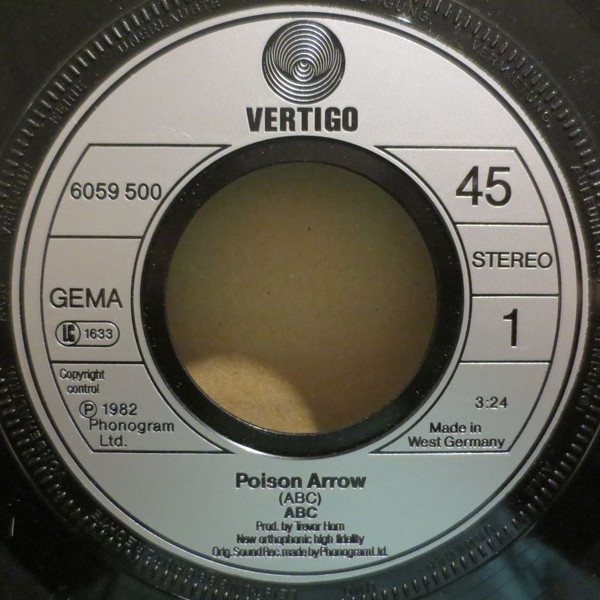 VERTIGO
6059 500
GEMA
LC 1633
Copyright
control
℗ 1982
Phonogram
Ltd.
45
STEREO
1
3:24
Made in
West Germany
Poison Arrow
(ABC)
ABC
Prod. by Trevor Horn
New orthophonic high fidelity
Orig. Sound Rec. made by Phonogram Ltd.